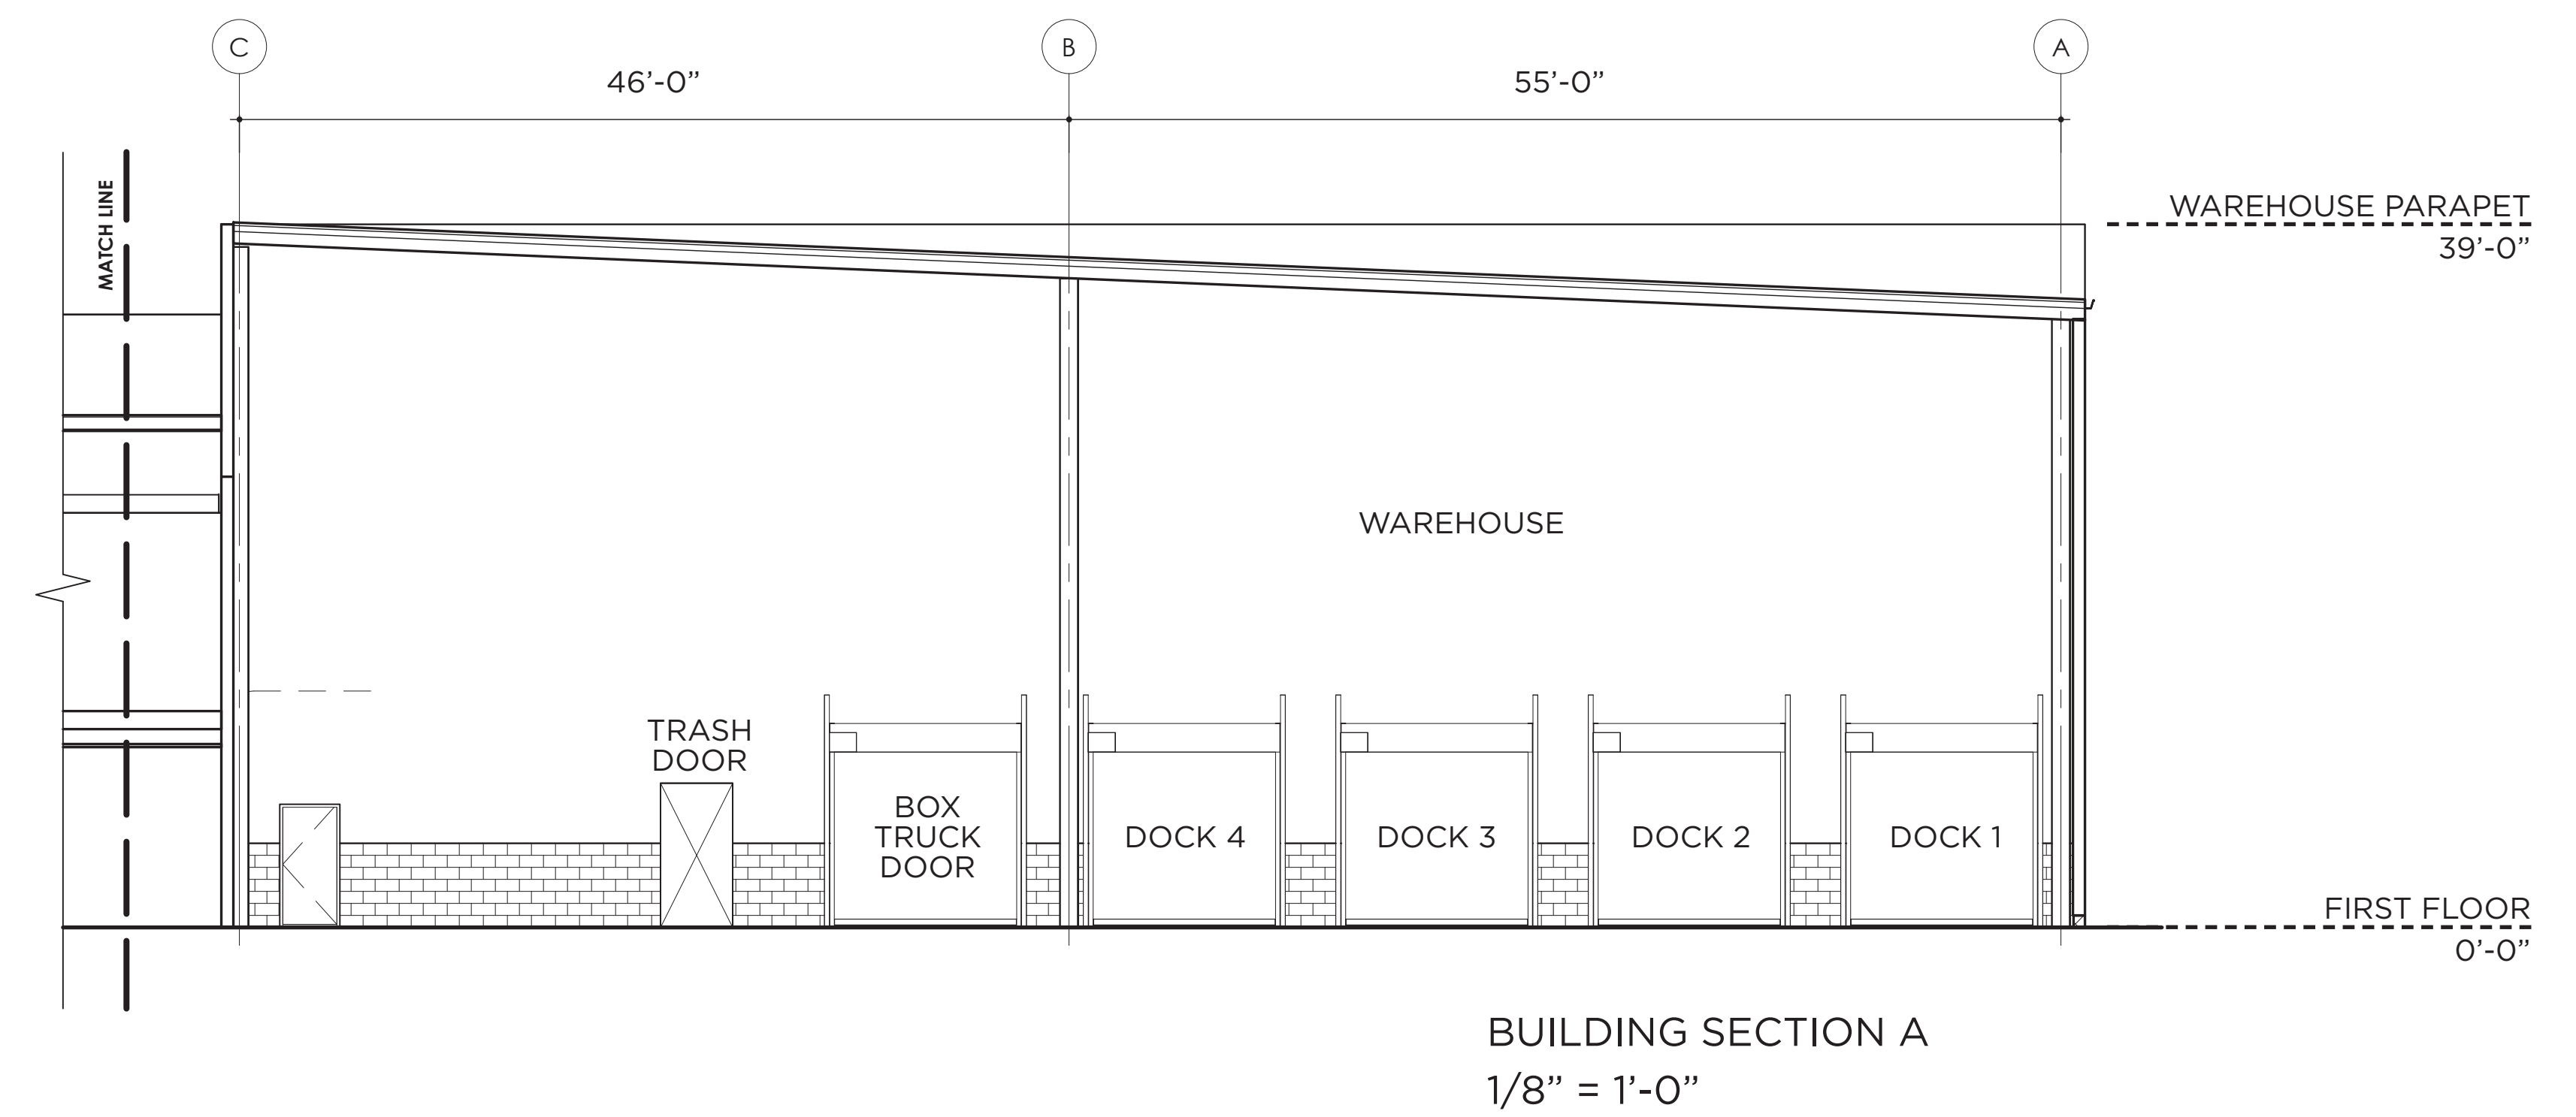 C
B
A
46’-0”
55’-0”
MATCH LINE
WAREHOUSE PARAPET
39’-0”
WAREHOUSE
TRASH
DOOR
BOX
TRUCK
DOOR
DOCK 4
DOCK 3
DOCK 2
DOCK 1
FIRST FLOOR
0’-0”
BUILDING SECTION A
1/8” = 1’-0”